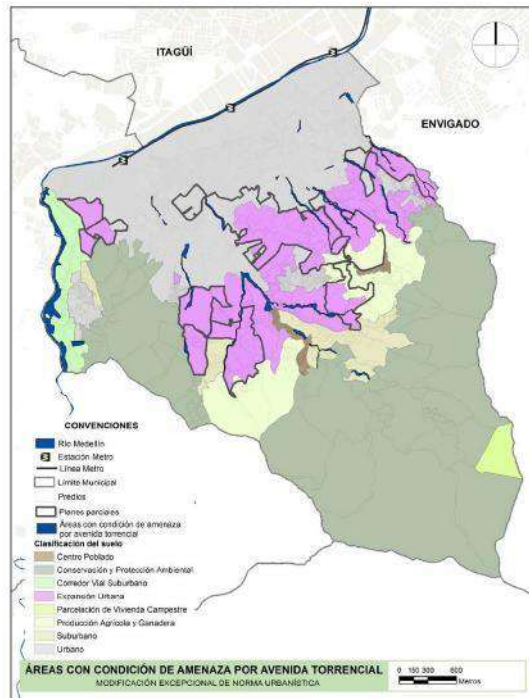 ITAGÜÍ
ENVIGADO
CONVENCIONES
Río Medellín
Estación Metro
Línea Metro
Límite Municipal
Predios
Planes parciales
Áreas con condición de amenaza
por avenida torrencial
Clasificación del suelo
Centro Poblado
Conservación y Protección Ambiental
Corredor Vial Suburbano
Expansión Urbana
Parcelación de Vivienda Campestre
Producción Agrícola y Ganadera
Suburbano
Urbano
ÁREAS CON CONDICIÓN DE AMENAZA POR AVENIDA TORRENCIAL
MODIFICACIÓN EXCEPCIONAL DE NORMA URBANÍSTICA
0 150 300 600
Metros